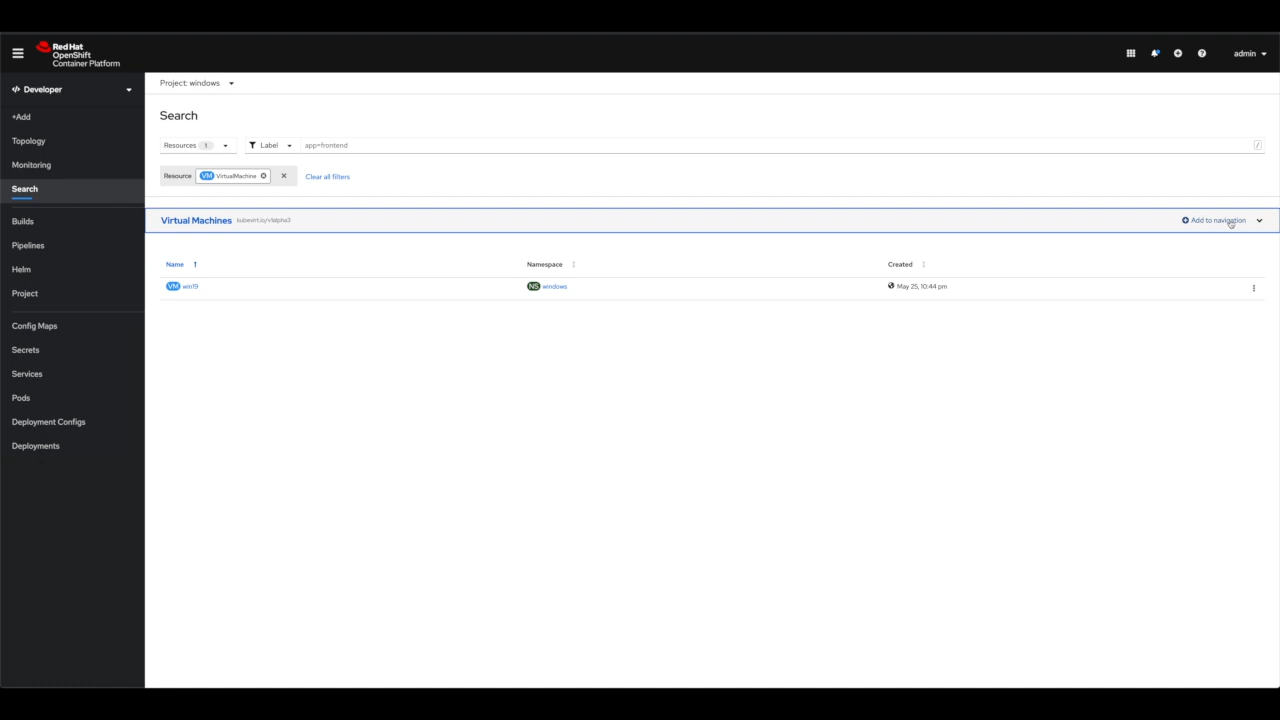 Red Hat
OpenShift
Container Platform
admin
Developer
+Add
Topology
Monitoring
Search
Builds
Pipelines
Helm
Project
Config Maps
Secrets
Services
Pods
Deployment Configs
Deployments
Project: windows
Search
Resources 1 Label app=frontend /
Resource VM VirtualMachine Clear all filters
Virtual Machines kubevirt.io/v1alpha3 Add to navigation
Name Namespace Created
VM win19 NS windows May 25, 10:44 pm